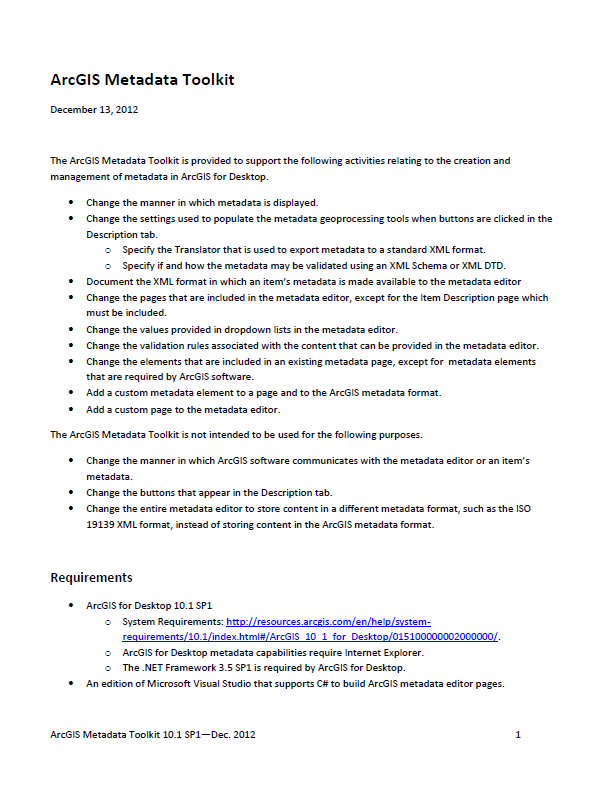 ArcGIS Metadata Toolkit
December 13, 2012
The ArcGIS Metadata Toolkit is provided to support the following activities relating to the creation and
management of metadata in ArcGIS for Desktop.
• Change the manner in which metadata is displayed.
• Change the settings used to populate the metadata geoprocessing tools when buttons are clicked in the
Description tab.
o Specify the Translator that is used to export metadata to a standard XML format.
o Specify if and how the metadata may be validated using an XML Schema or XML DTD.
• Document the XML format in which an item's metadata is made available to the metadata editor
• Change the pages that are included in the metadata editor, except for the Item Description page which
must be included.
• Change the values provided in dropdown lists in the metadata editor.
• Change the validation rules associated with the content that can be provided in the metadata editor.
• Change the elements that are included in an existing metadata page, except for  metadata elements
that are required by ArcGIS software.
• Add a custom metadata element to a page and to the ArcGIS metadata format.
• Add a custom page to the metadata editor.
The ArcGIS Metadata Toolkit is not intended to be used for the following purposes.
• Change the manner in which ArcGIS software communicates with the metadata editor or an item's
metadata.
• Change the buttons that appear in the Description tab.
• Change the entire metadata editor to store content in a different metadata format, such as the ISO
19139 XML format, instead of storing content in the ArcGIS metadata format.
Requirements
• ArcGIS for Desktop 10.1 SP1
o System Requirements: http://resources.arcgis.com/en/help/system-
requirements/10.1/index.html#/ArcGIS_10_1_for_Desktop/015100000002000000/.
o ArcGIS for Desktop metadata capabilities require Internet Explorer.
o The .NET Framework 3.5 SP1 is required by ArcGIS for Desktop.
• An edition of Microsoft Visual Studio that supports C# to build ArcGIS metadata editor pages.
ArcGIS Metadata Toolkit 10.1 SP1—Dec. 2012 1